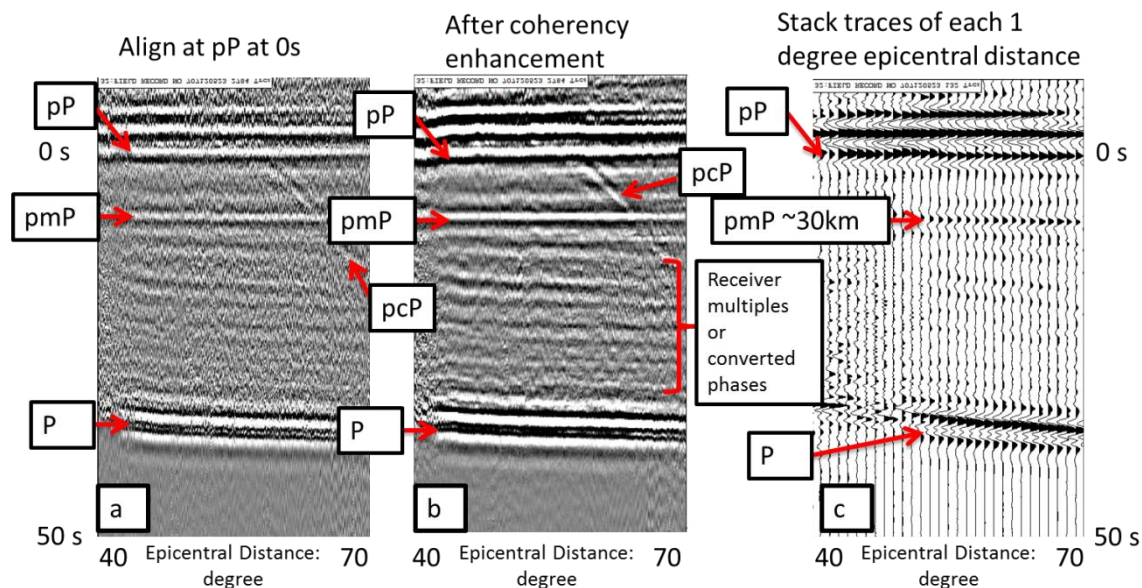 Align at pP at 0s
After coherency
enhancement
Stack traces of each 1
degree epicentral distance
pP
0 s
pmP
pcP
P
a
50 s
40
Epicentral Distance:
degree
70
pP
pcP
pmP
Receiver
multiples
or
converted
phases
P
b
40
Epicentral Distance:
degree
70
pP
0 s
pmP ~30km
P
c
50 s
40
Epicentral Distance:
degree
70